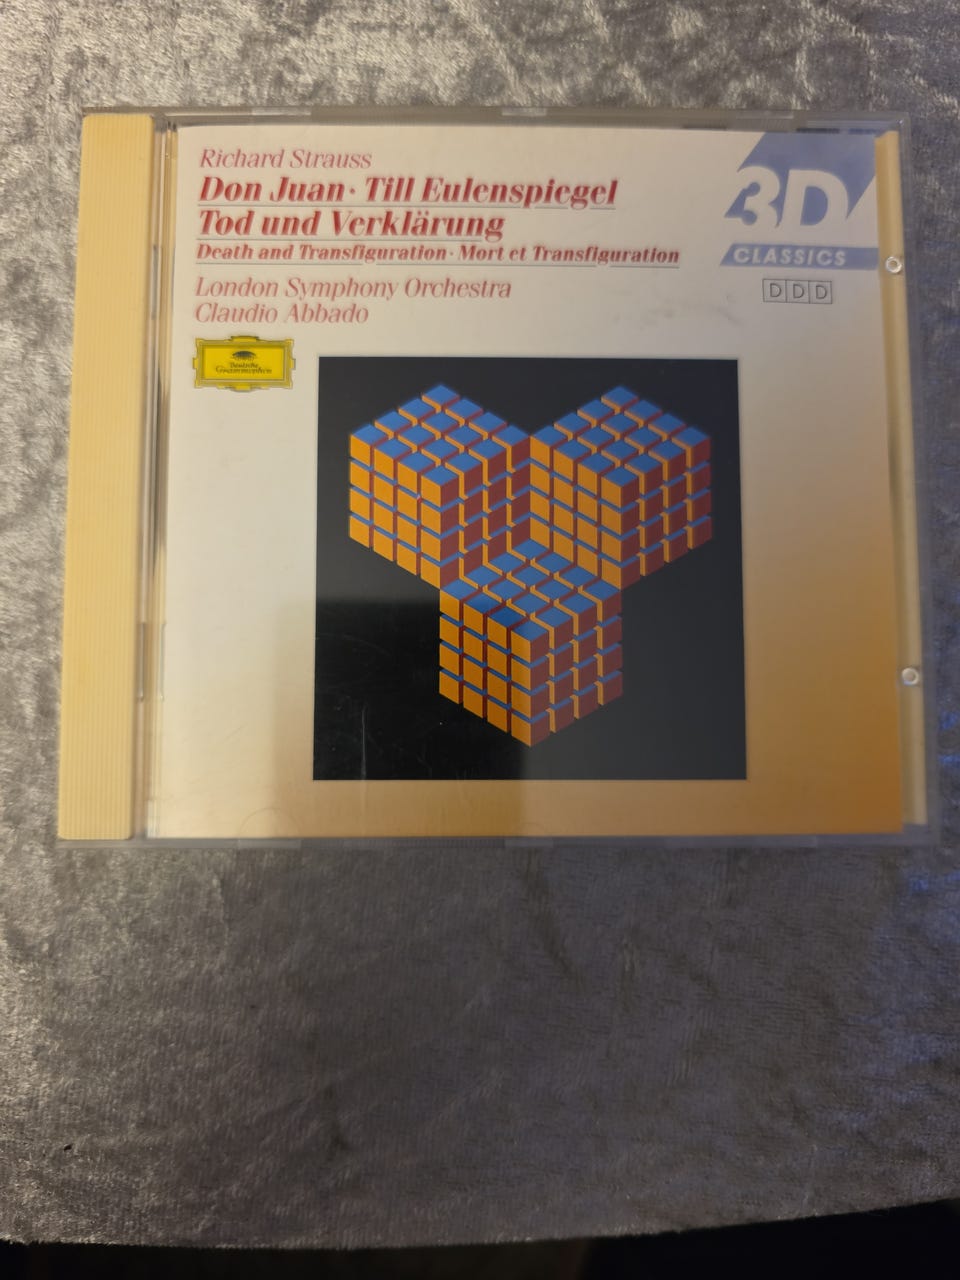 Richard Strauss
Don Juan · Till Eulenspiegel
Tod und Verklärung
Death and Transfiguration · Mort et Transfiguration
London Symphony Orchestra
Claudio Abbado
3D
CLASSICS
DDD
Deutsche
Grammophon